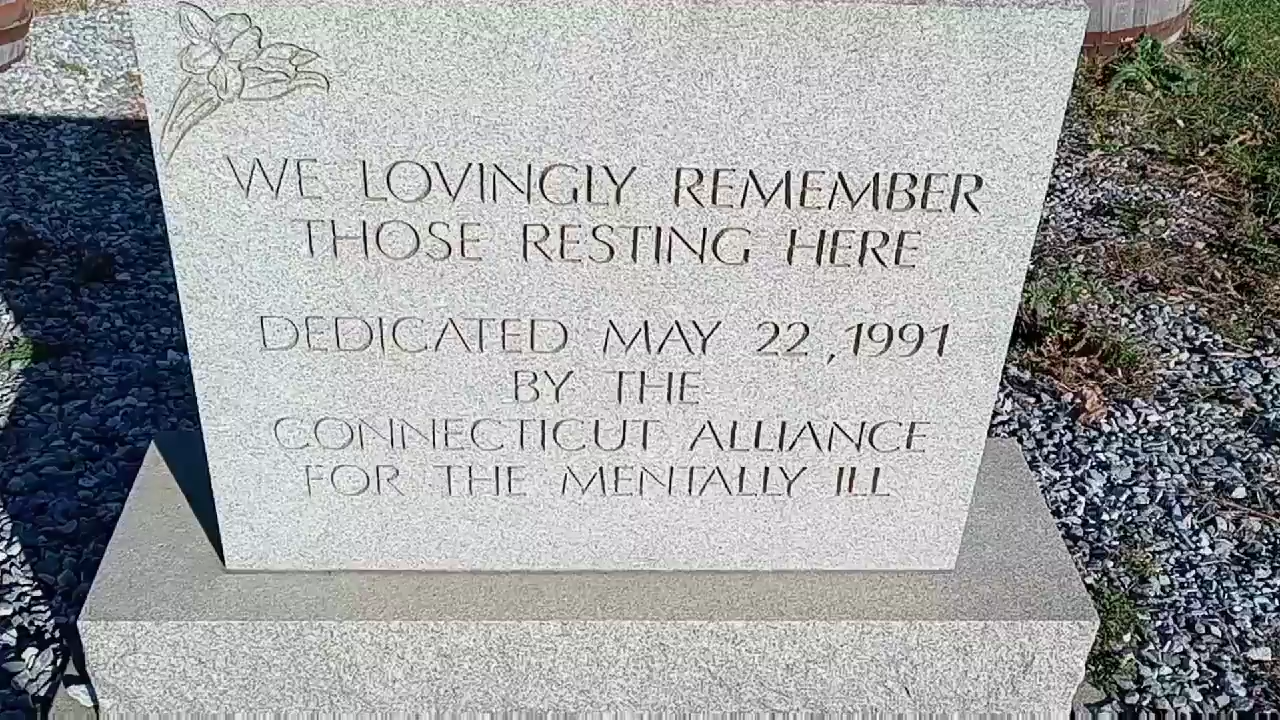 WE LOVINGLY REMEMBER
THOSE RESTING HERE
DEDICATED MAY 22, 1991
BY THE
CONNECTICUT ALLIANCE
FOR THE MENTALLY ILL